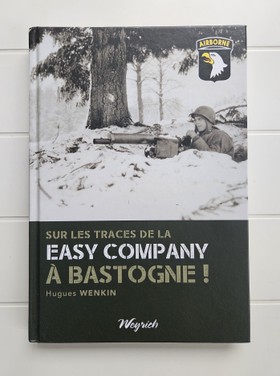 AIRBORNE
SUR LES TRACES DE LA
EASY COMPANY
À BASTOGNE !
Hugues WENKIN
Weyrich